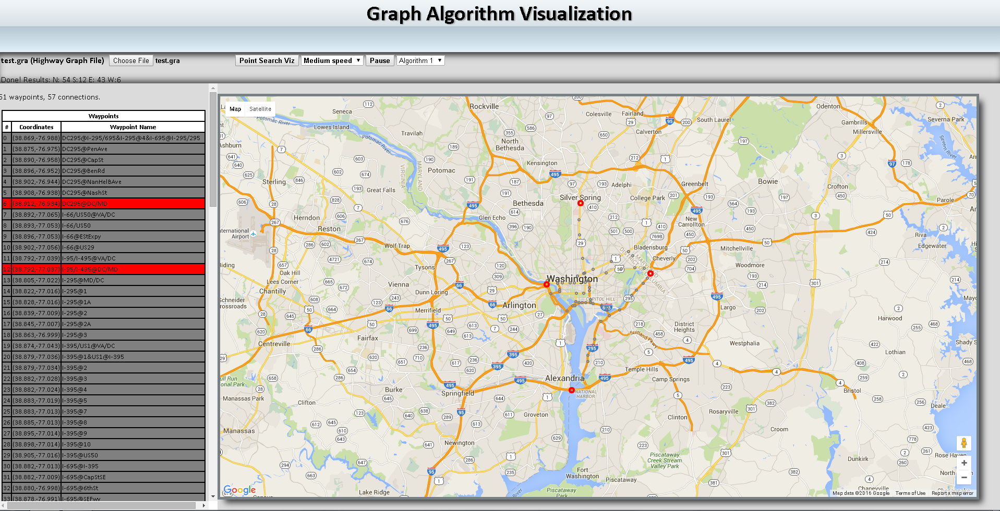 Graph Algorithm Visualization
test.gra (Highway Graph File) Choose File test.gra Point Search Viz Medium speed Pause Algorithm 1
Done! Results: N: 54 S:12 E: 43 W:6
61 waypoints, 57 connections.
Waypoints
# Coordinates Waypoint Name
0 (38.869,-76.988) DC295@I-295/695&I-295@4&I-695@I-295/295
1 (38.875,-76.975) DC295@PenAve
2 (38.890,-76.958) DC295@CapSt
3 (38.896,-76.952) DC295@BenRd
4 (38.902,-76.944) DC295@NanHelBAve
5 (38.908,-76.938) DC295@NashSt
6 (38.912,-76.934) DC295@DC/MD
7 (38.892,-77.065) I-66/US50@VA/DC
8 (38.893,-77.053) I-66/US50
9 (38.896,-77.053) I-66@EStExpy
10 (38.902,-77.056) I-66@US29
11 (38.792,-77.039) I-95/I-495@VA/DC
12 (38.792,-77.037) I-95/I-495@DC/MD
13 (38.805,-77.022) I-295@MD/DC
14 (38.822,-77.016) I-295@1
15 (38.828,-77.016) I-295@1A
16 (38.839,-77.009) I-295@2
17 (38.845,-77.007) I-295@2A
18 (38.863,-76.999) I-295@3
19 (38.874,-77.043) I-395/US1@VA/DC
20 (38.879,-77.036) I-395@1&US1@I-395
21 (38.879,-77.034) I-395@2
22 (38.882,-77.028) I-395@3
23 (38.882,-77.024) I-395@4
24 (38.883,-77.019) I-395@5
25 (38.883,-77.013) I-395@7
26 (38.885,-77.013) I-395@8
27 (38.895,-77.014) I-395@9
28 (38.898,-77.014) I-395@10
29 (38.905,-77.016) I-395@US50
30 (38.882,-77.013) I-695@I-395
31 (38.882,-77.009) I-695@CapStSE
32 (38.880,-76.998) I-695@6thSt
33 (38.878,-76.991) I-695@SEFwy
Map Satellite
Rockville
Odenton
Seneca
Colesville
Fairland
Severna Park
South Laurel
Gambrills
Lowes Island
Potomac River
Calverton
Millersville
Travilah
North
Bethesda
Severn River
Ashburn
Potomac River
Kensington
VIRGINIA
MARYLAND
Potomac
Sterling
Great Falls
Adelphi
Greenbelt
Bowie
Crofton
Silver Spring
College Park
Parole
Bethesda
Herndon
Glen Echo
New
Carrollton
Reston
International
Airport
Riva
Wolf Trap
Bladensburg
Mitchellville
Edgewater
Cheverly
Tysons
Woodmore
Oak Hill
Lees Corner
Washington
Vienna
Chantilly
Dunn Loring
CAPITOL HILL
Schneider
Crossroads
Arlington
Merrifield
Largo
Harwood
District
Heights
Suitland Pkwy
Fairfax
Centreville
Westphalia
Shady S
Lothian
Temple Hills
Alexandria
Camp Springs
Burke
Springfield
NATIONAL
HARBOR
Bristol
Manassas Park
Clifton
Deale
Groveton
Clinton
Rosaryville
Manassas
Croom
Newington
Piscataway
Creek Stream
Valley Park
Dunkirk
Rose Haven
Fort
Washington
Piscataway
Lake Ridge
Piscataway
Park
Chaneyville
Google
Map data ©2016 Google Terms of Use Report a map error